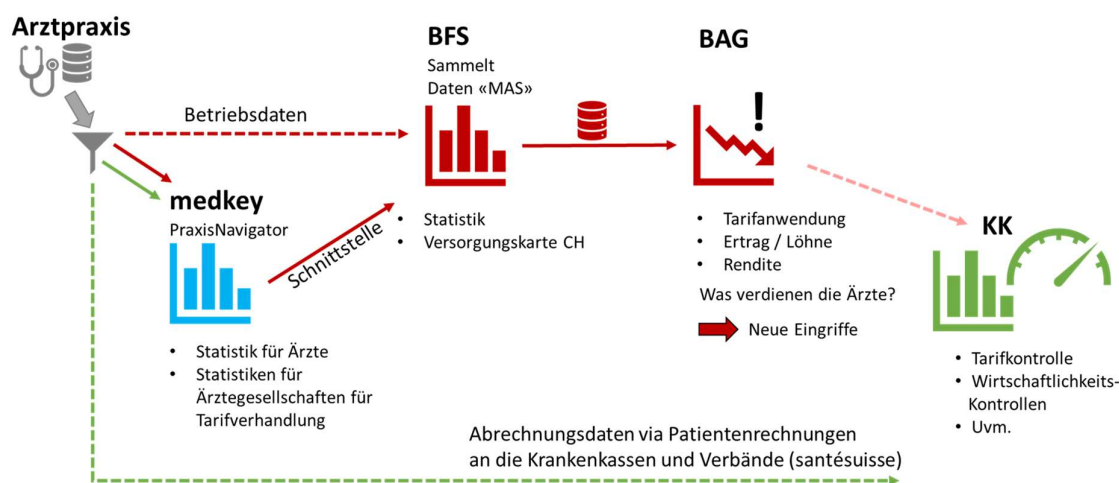 Arztpraxis
BFS
Sammelt
Daten «MAS»
BAG
!
Betriebsdaten
medkey
PraxisNavigator
Schnittstelle
• Statistik
• Versorgungskarte CH
• Tarifanwendung
• Ertrag / Löhne
• Rendite
Was verdienen die Ärzte?
Neue Eingriffe
KK
• Statistik für Ärzte
• Statistiken für
Ärztegesellschaften für
Tarifverhandlung
• Tarifkontrolle
• Wirtschaftlichkeits-
Kontrollen
• Uvm.
Abrechnungsdaten via Patientenrechnungen
an die Krankenkassen und Verbände (santésuisse)